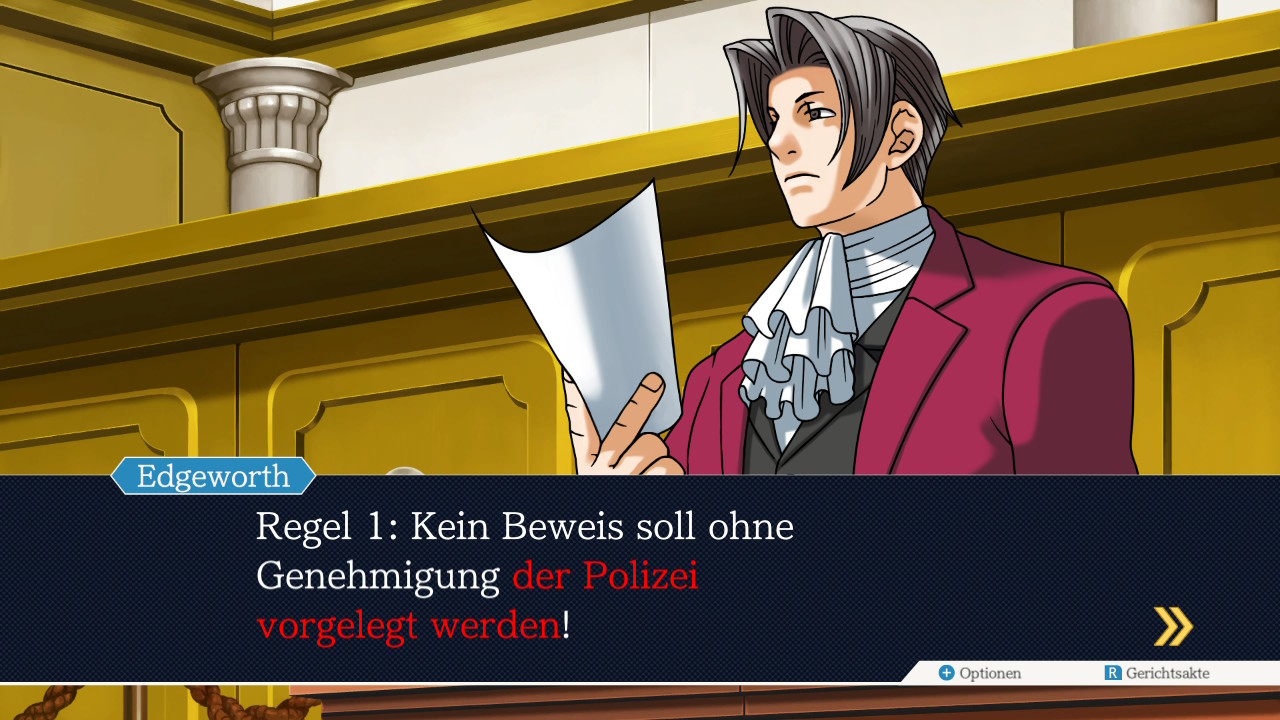 Edgeworth
Regel 1: Kein Beweis soll ohne
Genehmigung der Polizei
vorgelegt werden!
+ Optionen
R Gerichtsakte